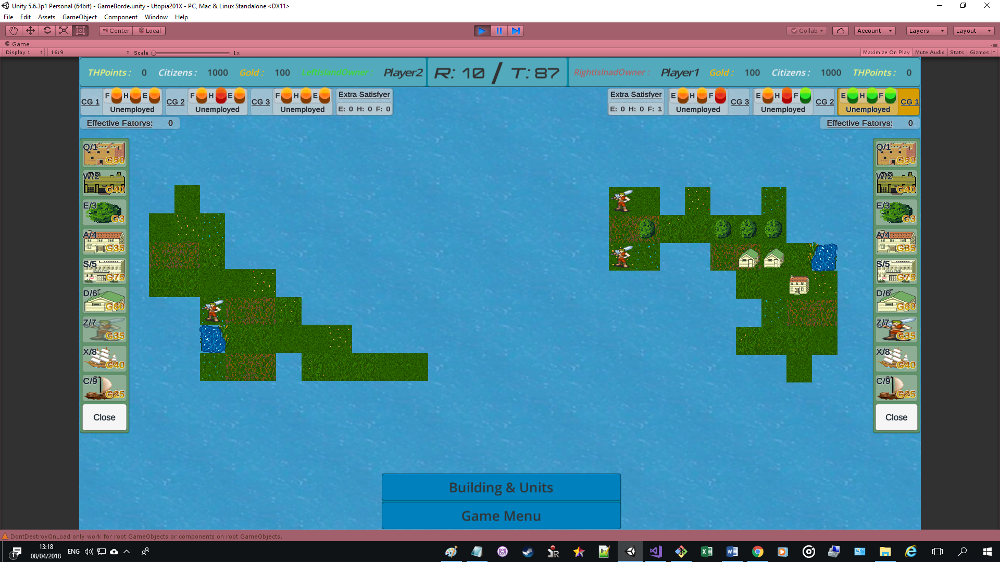 Unity 5.6.3p1 Personal (64bit) - GameBorde.unity - Utopia201X - PC, Mac & Linux Standalone <DX11>
File Edit Assets GameObject Component Window Help
Center Local Collab Account Layers Layout
Game
Display 1 16:9 Scale 1x Maximize On Play Mute Audio Stats Gizmos
THPoints : 0 Citizens : 1000 Gold : 100 LeftIslandOwner : Player2 R: 10 / T: 87 RightIslnadOwner : Player1 Gold : 100 Citizens : 1000 THPoints : 0
CG 1 F H E Unemployed
CG 2 F H E Unemployed
CG 3 F H E Unemployed
Extra Satisfyer
E: 0 H: 0 F: 0
Extra Satisfyer
E: 0 H: 0 F: 1
E H F Unemployed CG 3
E H F Unemployed CG 2
E H F Unemployed CG 1
Effective Fatorys: 0
Effective Fatorys: 0
Q/1 G50
W/2 G40
E/3 G3
A/4 G35
S/5 G75
D/6 G60
Z/7 G35
X/8 G40
C/9 G25
Close
Q/1 G50
W/2 G40
E/3 G3
A/4 G35
S/5 G75
D/6 G60
Z/7 G35
X/8 G40
C/9 G25
Close
Building & Units
Game Menu
DontDestroyOnLoad only work for root GameObjects or components on root GameObjects.
13:18
08/04/2018
ENG